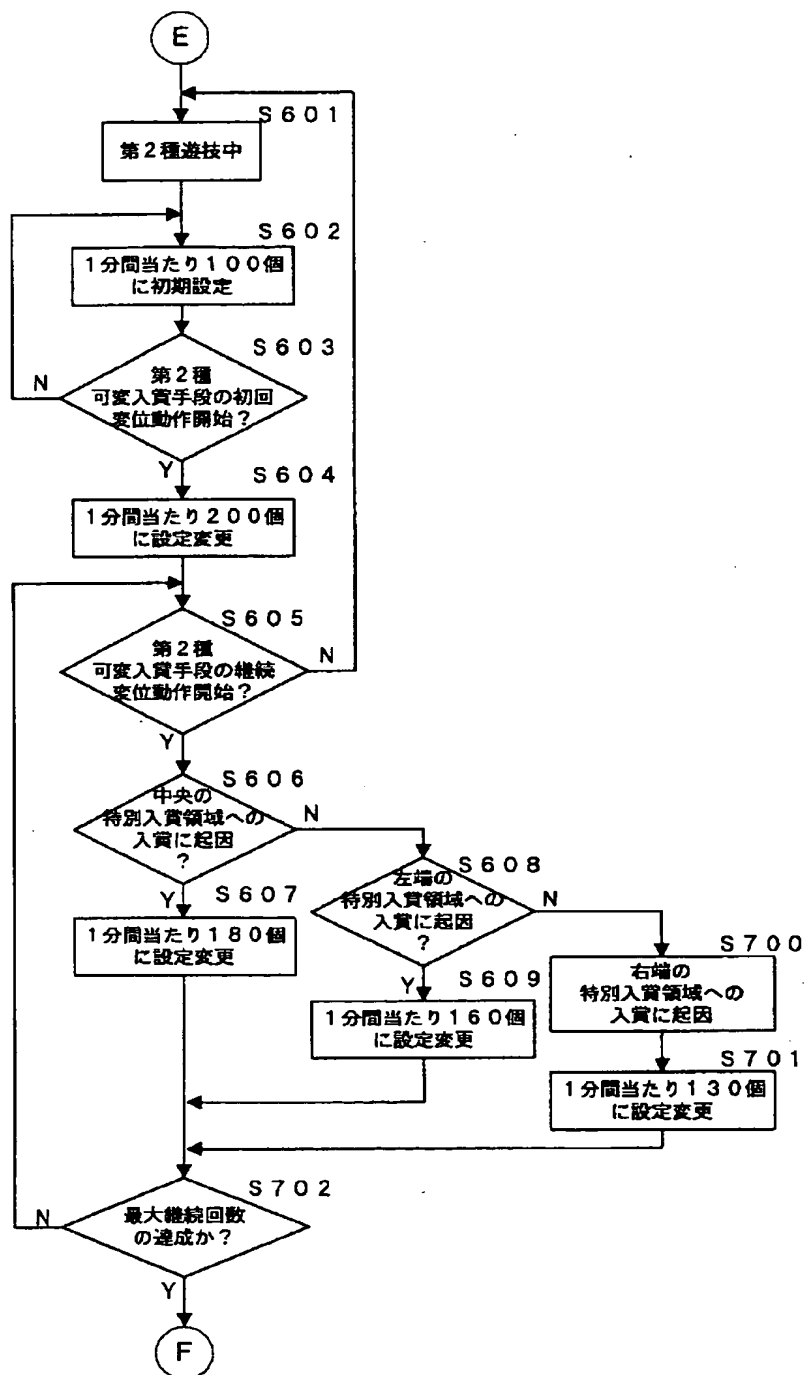 E
S601
第2種遊技中
S602
1分間当たり100個
に初期設定
S603
第2種
可変入賞手段の初回
変位動作開始?
N
Y
S604
1分間当たり200個
に設定変更
S605
第2種
可変入賞手段の継続
変位動作開始?
N
Y
S606
中央の
特別入賞領域への
入賞に起因
?
N
Y
S607
1分間当たり180個
に設定変更
S608
左端の
特別入賞領域への
入賞に起因
?
N
Y
S609
1分間当たり160個
に設定変更
S700
右端の
特別入賞領域への
入賞に起因
S701
1分間当たり130個
に設定変更
S702
最大継続回数
の達成か?
N
Y
F